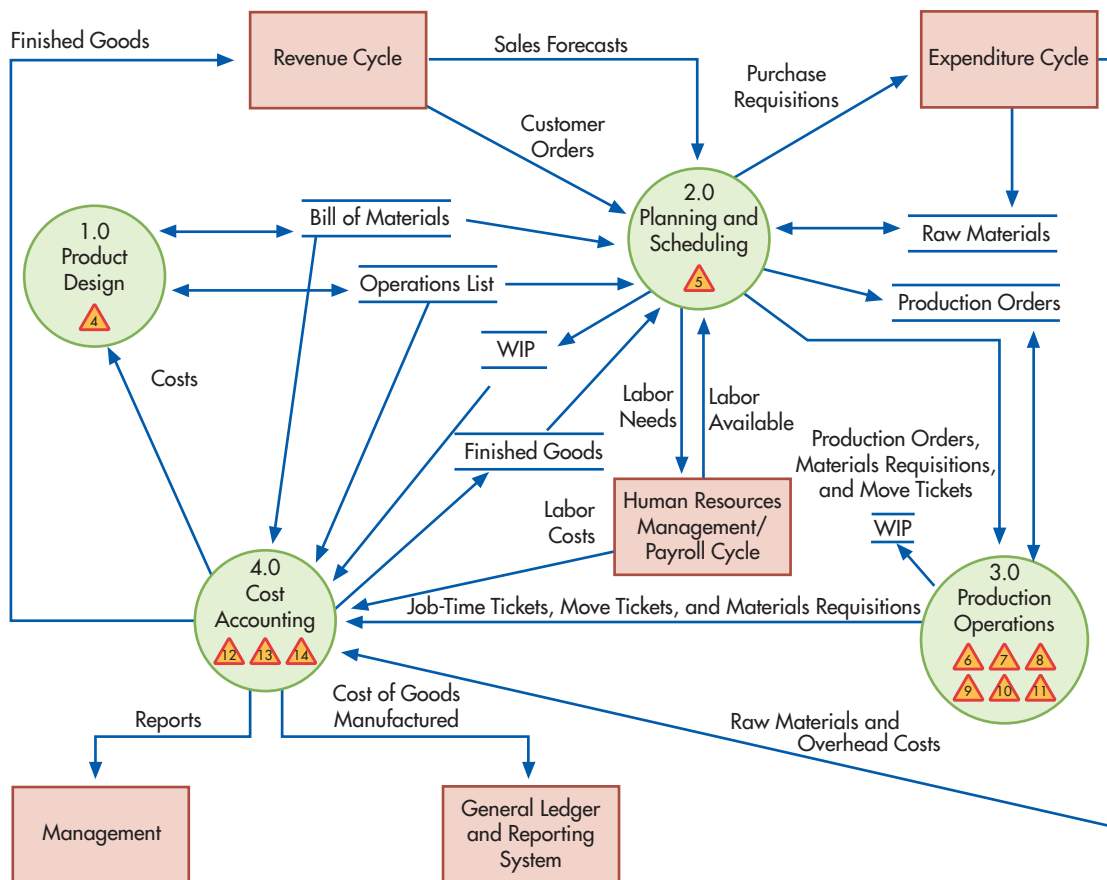 Finished Goods
Revenue Cycle
Sales Forecasts
Expenditure Cycle
Purchase
Requisitions
Customer
Orders
2.0
Planning and
Scheduling
5
Bill of Materials
1.0
Product
Design
4
Raw Materials
Operations List
Production Orders
WIP
Costs
Labor
Needs
Labor
Available
Finished Goods
Production Orders,
Materials Requisitions,
and Move Tickets
WIP
Human Resources
Management/
Payroll Cycle
Labor
Costs
4.0
Cost
Accounting
12 13 14
Job-Time Tickets, Move Tickets, and Materials Requisitions
3.0
Production
Operations
6 7 8
9 10 11
Reports
Cost of Goods
Manufactured
Raw Materials and
Overhead Costs
Management
General Ledger
and Reporting
System